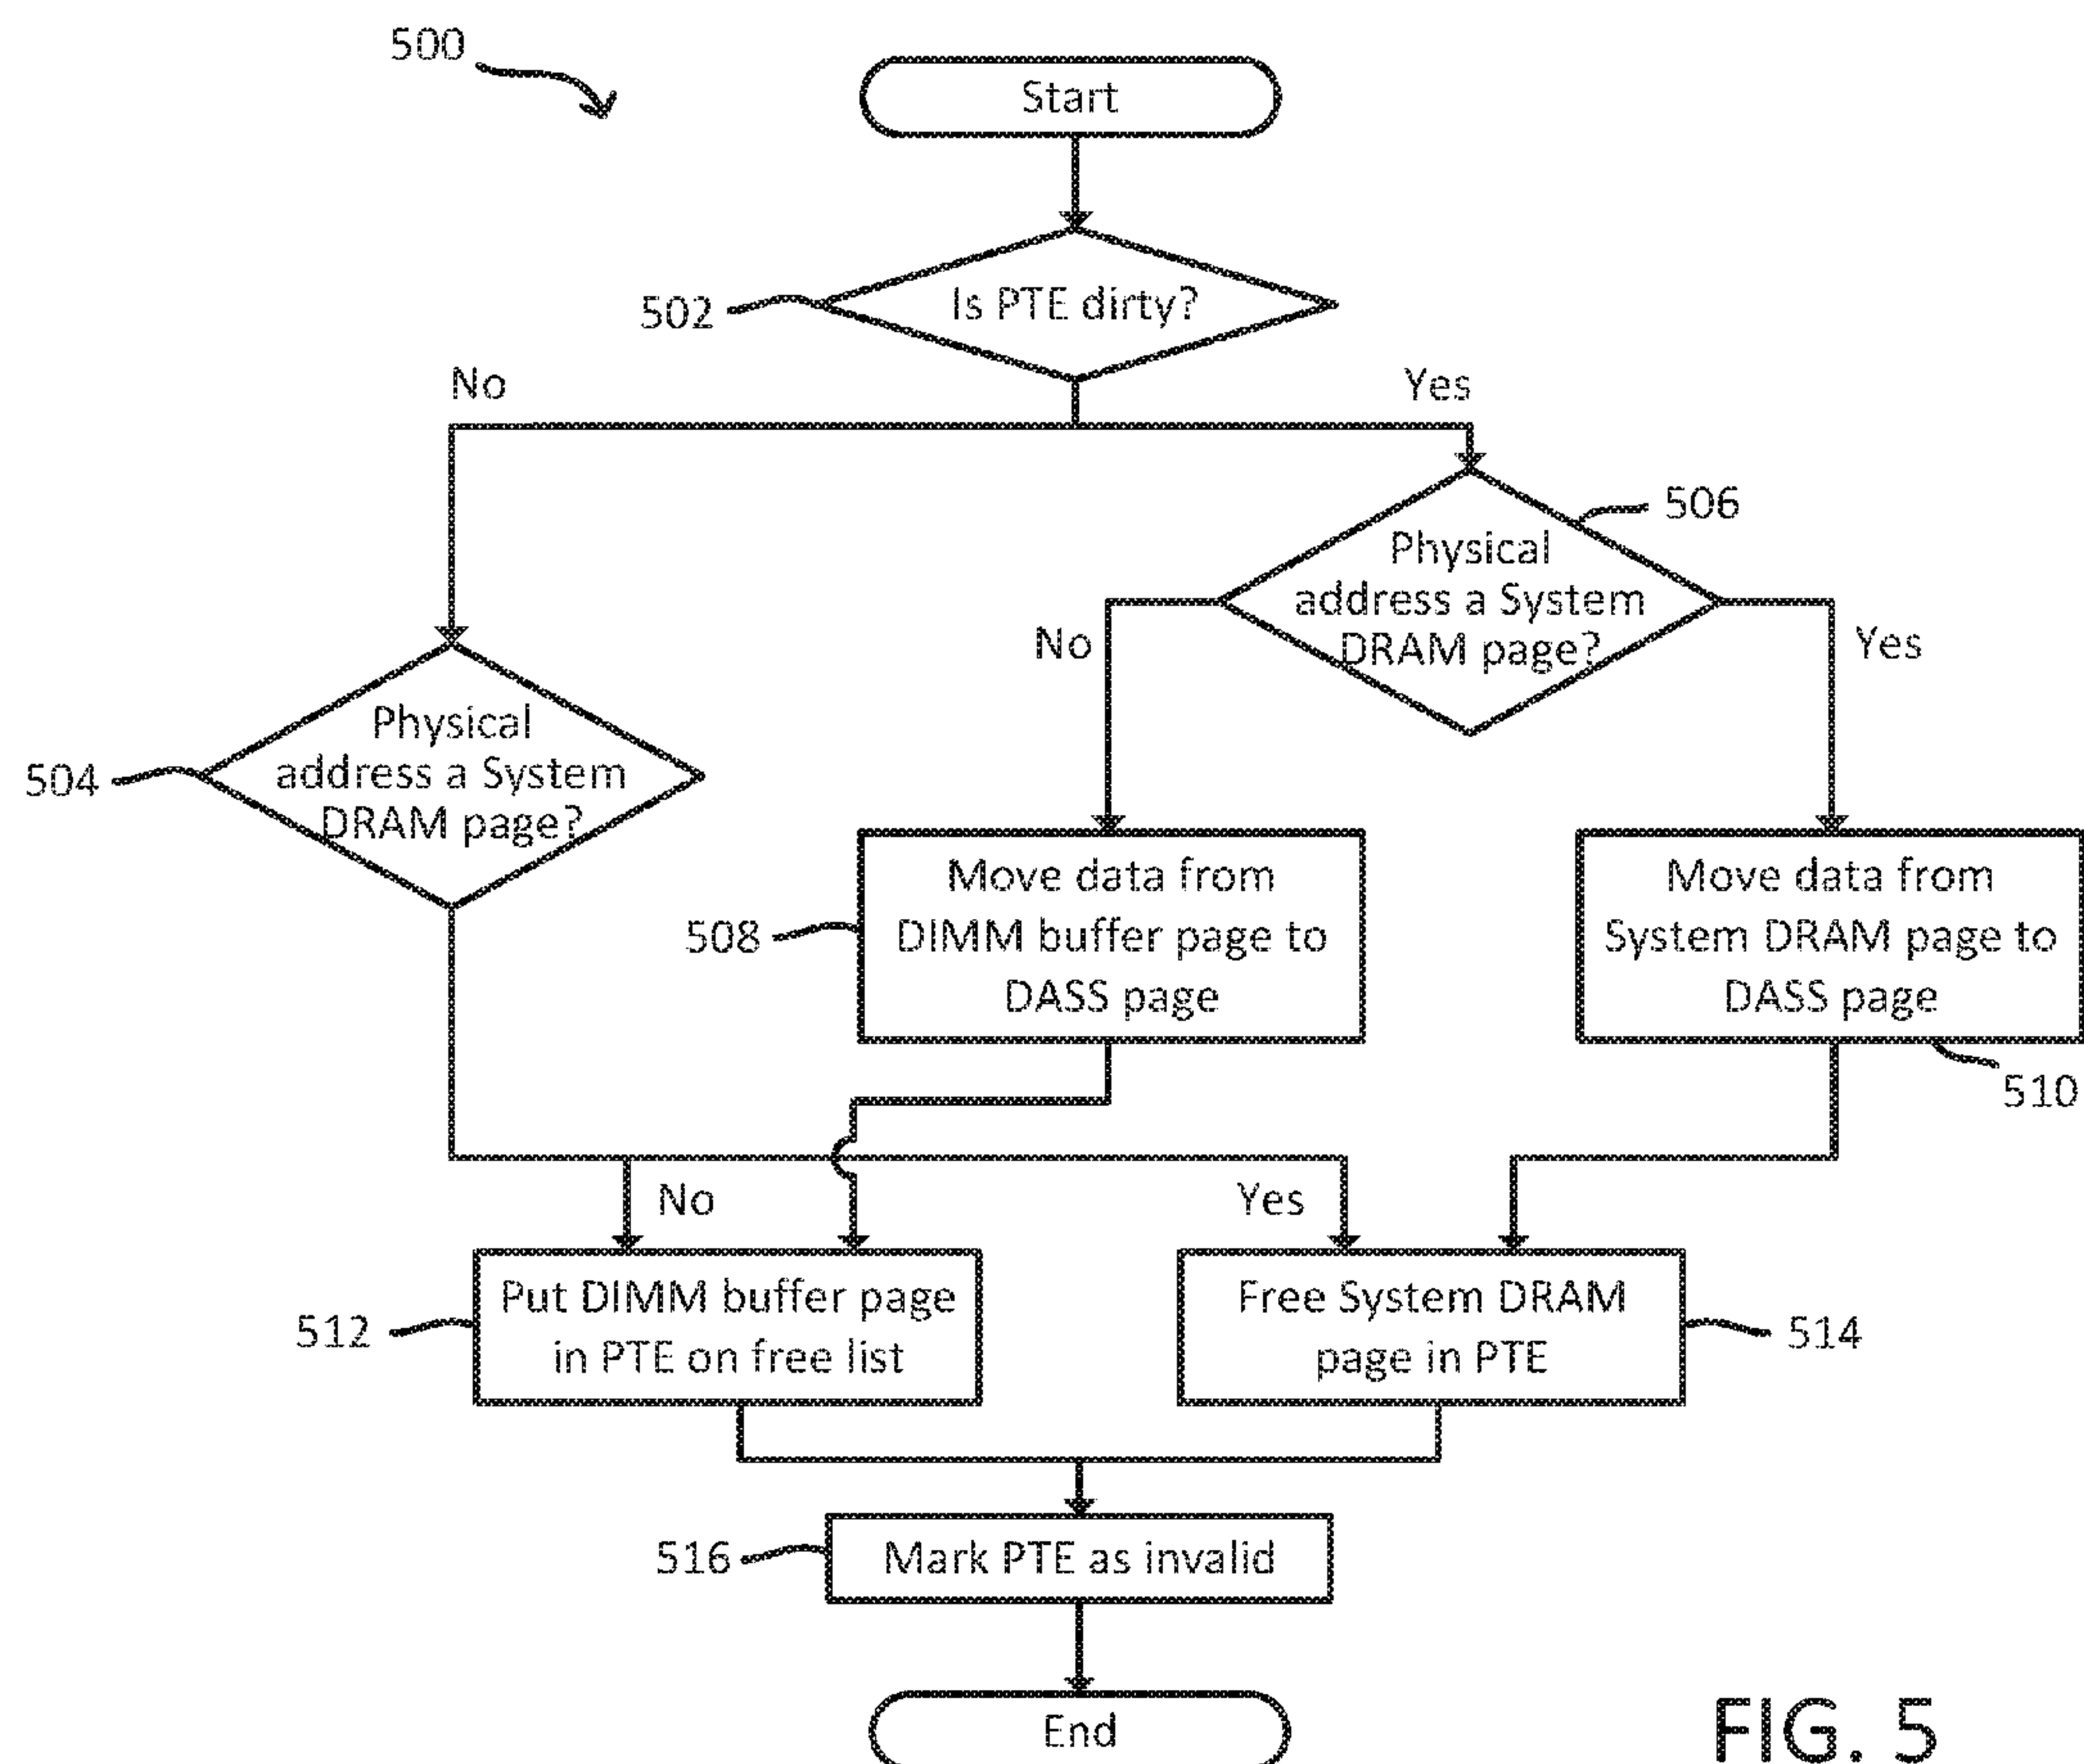 500
Start
502
Is PTE dirty?
No
Yes
506
Physical
address a System
DRAM page?
No
Yes
504
Physical
address a System
DRAM page?
508
Move data from
DIMM buffer page to
DASS page
Move data from
System DRAM page to
DASS page
510
No
Yes
512
Put DIMM buffer page
in PTE on free list
Free System DRAM
page in PTE
514
516
Mark PTE as invalid
End
FIG. 5